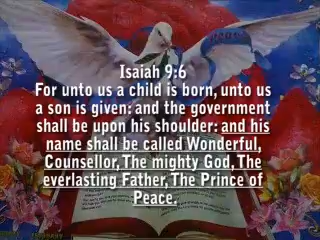 Isaiah 9:6
For unto us a child is born, unto us
a son is given: and the government
shall be upon his shoulder: and his
name shall be called Wonderful,
Counsellor, The mighty God, The
everlasting Father, The Prince of
Peace.